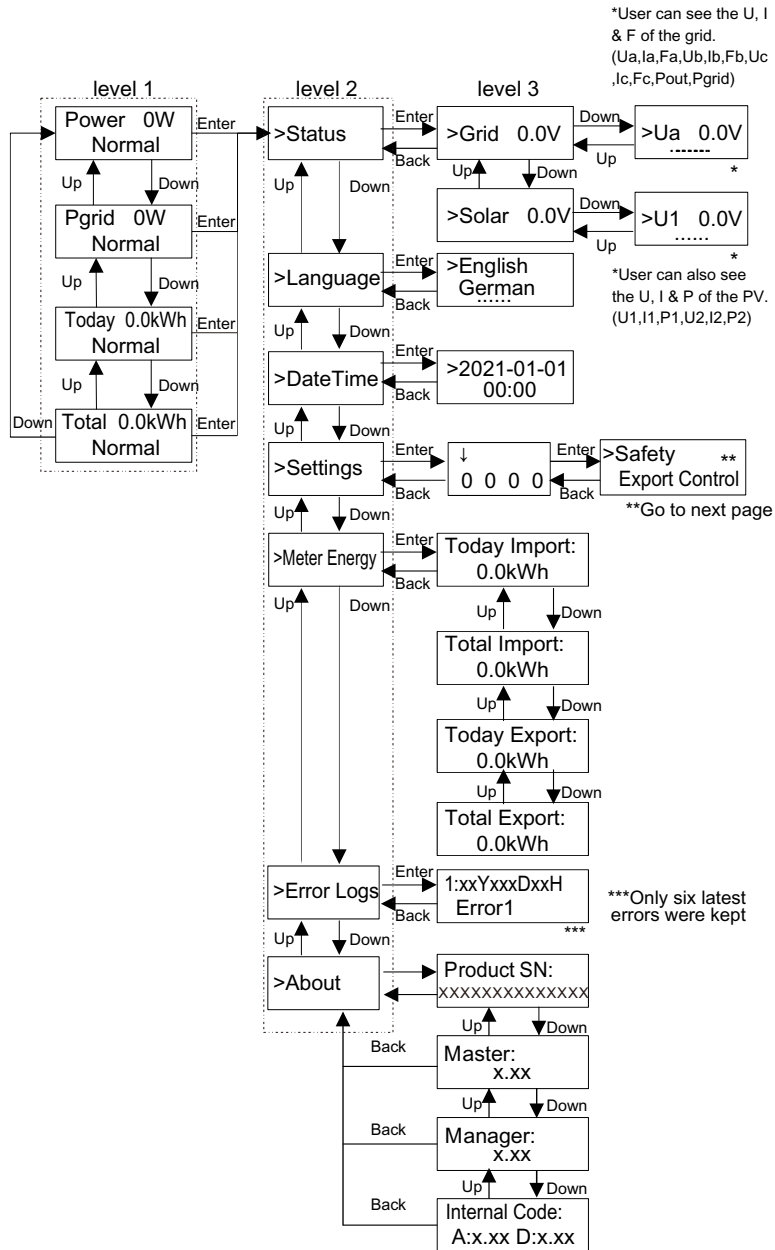 *User can see the U, I
& F of the grid.
(Ua,Ia,Fa,Ub,Ib,Fb,Uc
,Ic,Fc,Pout,Pgrid)
level 1
level 2
level 3
Power 0W
Normal
Enter
Up
Down
Pgrid 0W
Normal
Enter
Up
Down
Today 0.0kWh
Normal
Enter
Up
Down
Down
Total 0.0kWh
Normal
Enter
>Status
Enter
Back
>Grid 0.0V
Down
Up
>Ua 0.0V
.......
*
Up
Down
Up
Down
>Solar 0.0V
Down
Up
>U1 0.0V
......
*
*User can also see
the U, I & P of the PV.
(U1,I1,P1,U2,I2,P2)
>Language
Enter
Back
>English
German
......
Up
Down
>DateTime
Enter
Back
>2021-01-01
00:00
Up
Down
>Settings
Enter
Back
↓
0 0 0 0
Enter
Back
>Safety **
Export Control
**Go to next page
Up
Down
>Meter Energy
Enter
Back
Today Import:
0.0kWh
Up
Down
Up
Down
Total Import:
0.0kWh
Up
Down
Today Export:
0.0kWh
Up
Down
Total Export:
0.0kWh
>Error Logs
Enter
Back
1:xxYxxxDxxH
Error1
***
***Only six latest
errors were kept
Up
Down
>About
Product SN:
XXXXXXXXXXXXXX
Up
Down
Back
Master:
x.xx
Up
Down
Back
Manager:
x.xx
Up
Down
Back
Internal Code:
A:x.xx D:x.xx